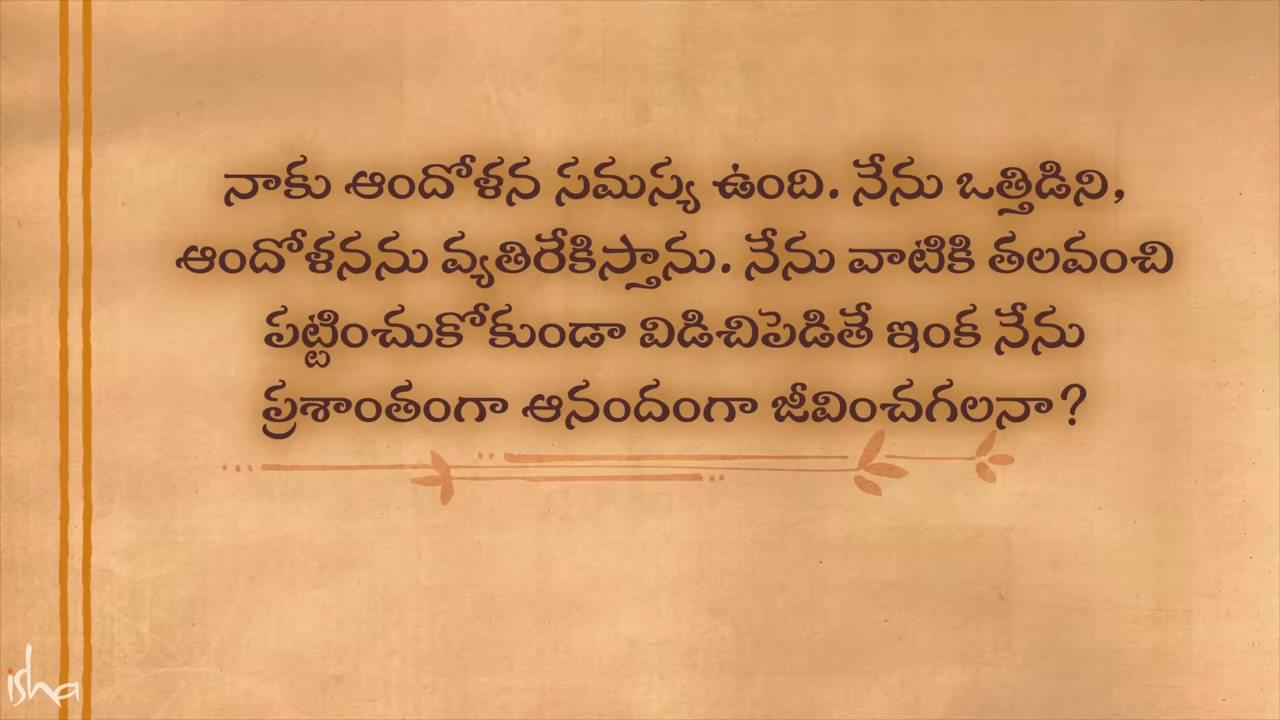 నాకు ఆందోళన సమస్య ఉంది. నేను ఒత్తిడిని,
ఆందోళనను వ్యతిరేకిస్తాను. నేను వాటికి తలవంచి
పట్టించుకోకుండా విడిచిపెడితే ఇంక నేను
ప్రశాంతంగా ఆనందంగా జీవించగలనా?
isha